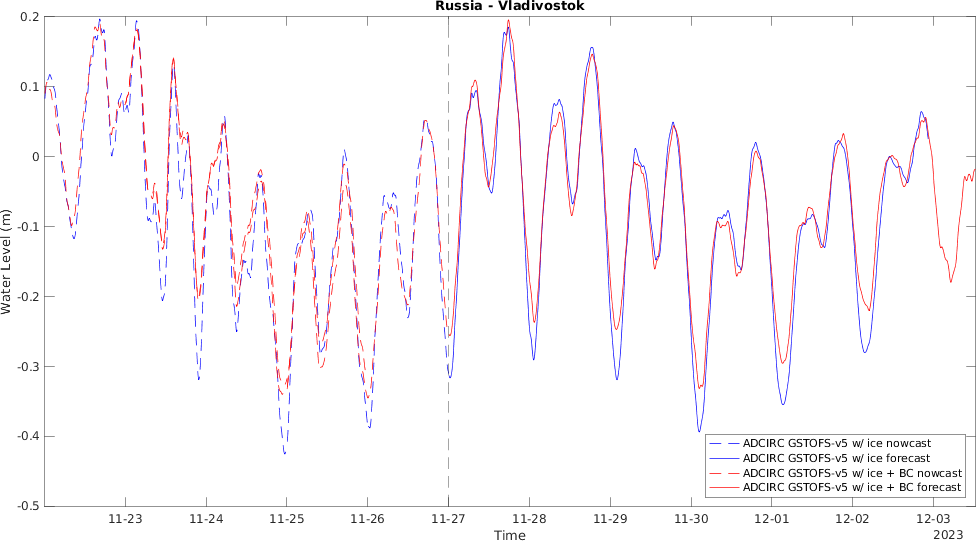 Russia - Vladivostok
0.2
0.1
0
-0.1
-0.2
-0.3
-0.4
-0.5
Water Level (m)
ADCIRC GSTOFS-v5 w/ ice nowcast
ADCIRC GSTOFS-v5 w/ ice forecast
ADCIRC GSTOFS-v5 w/ ice + BC nowcast
ADCIRC GSTOFS-v5 w/ ice + BC forecast
11-23 11-24 11-25 11-26 11-27 11-28 11-29 11-30 12-01 12-02 12-03
Time
2023